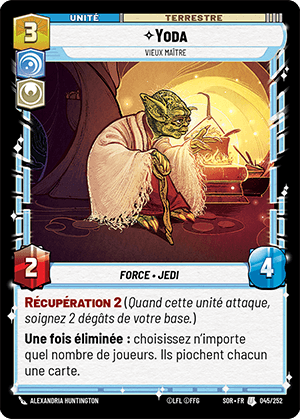 UNITÉ
TERRESTRE
3
✧Yoda
VIEUX MAÎTRE
2
4
FORCE • JEDI
RÉCUPÉRATION 2 (Quand cette unité attaque,
soignez 2 dégâts de votre base.)
Une fois éliminée : choisissez n'importe
quel nombre de joueurs. Ils piochent chacun
une carte.
ALEXANDRIA HUNTINGTON
©LFL ©FFG
SOR • FR
045/252